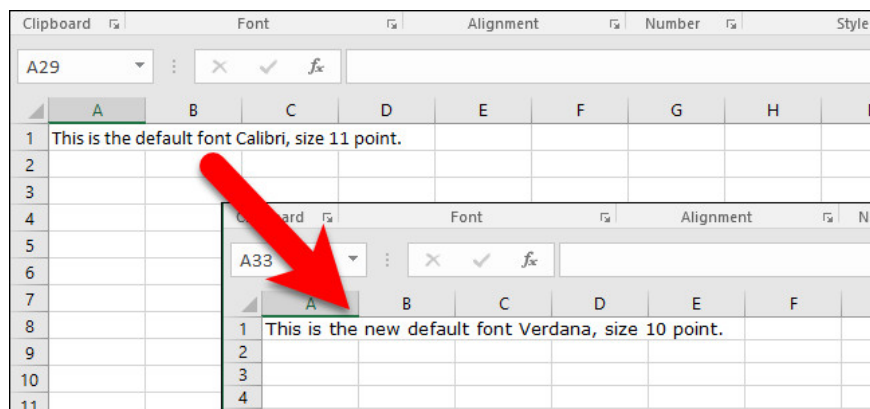 Clipboard Font Alignment Number Style
A29 fx
A B C D E F G H
1 This is the default font Calibri, size 11 point.
2
3
4
5
6
7
8
9
10
11
Font Alignment N
A33 fx
A B C D E F
1 This is the new default font Verdana, size 10 point.
2
3
4